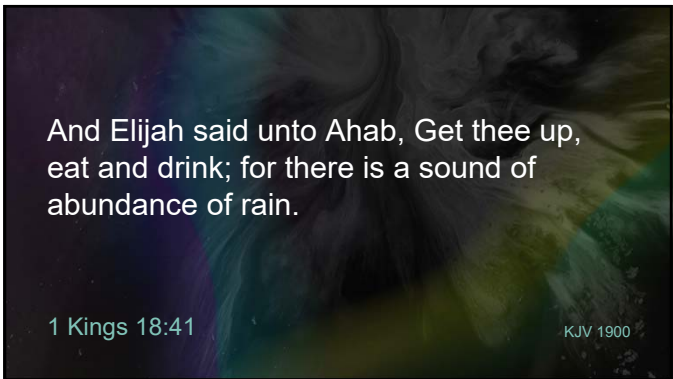 And Elijah said unto Ahab, Get thee up,
eat and drink; for there is a sound of
abundance of rain.
1 Kings 18:41
KJV 1900